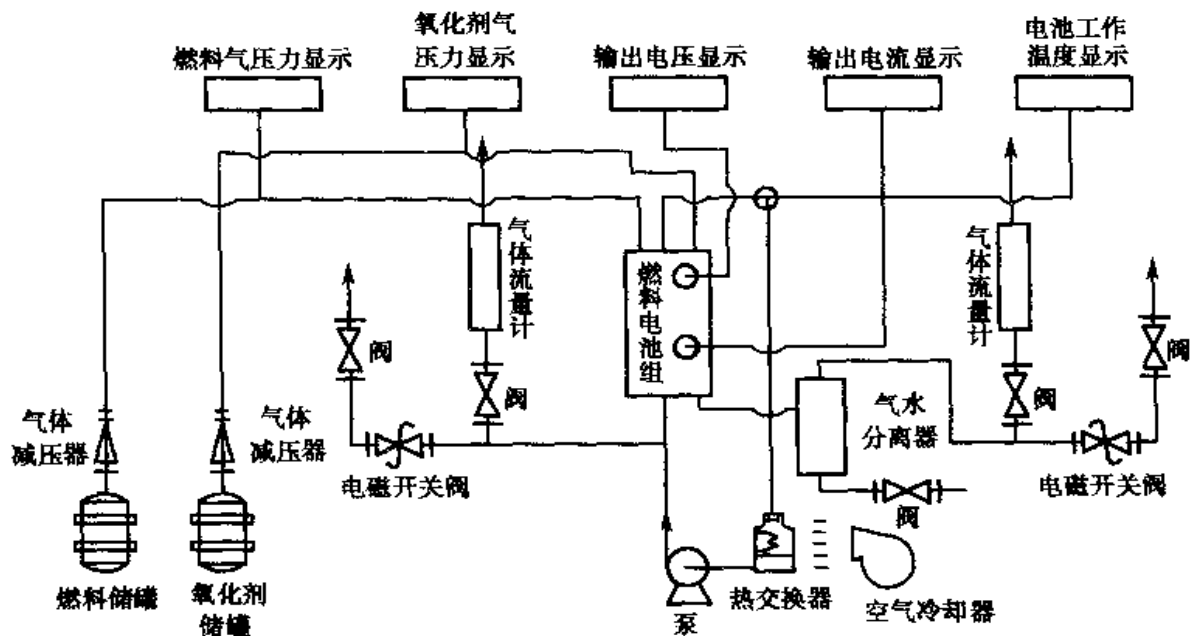 燃料气压力显示
氧化剂气
压力显示
输出电压显示
输出电流显示
电池工作
温度显示
气体流量计
燃料电池组
气体流量计
阀
阀
阀
阀
气体
减压器
气体
减压器
气水
分离器
电磁开关阀
电磁开关阀
阀
燃料储罐
氧化剂
储罐
泵
热交换器
空气冷却器